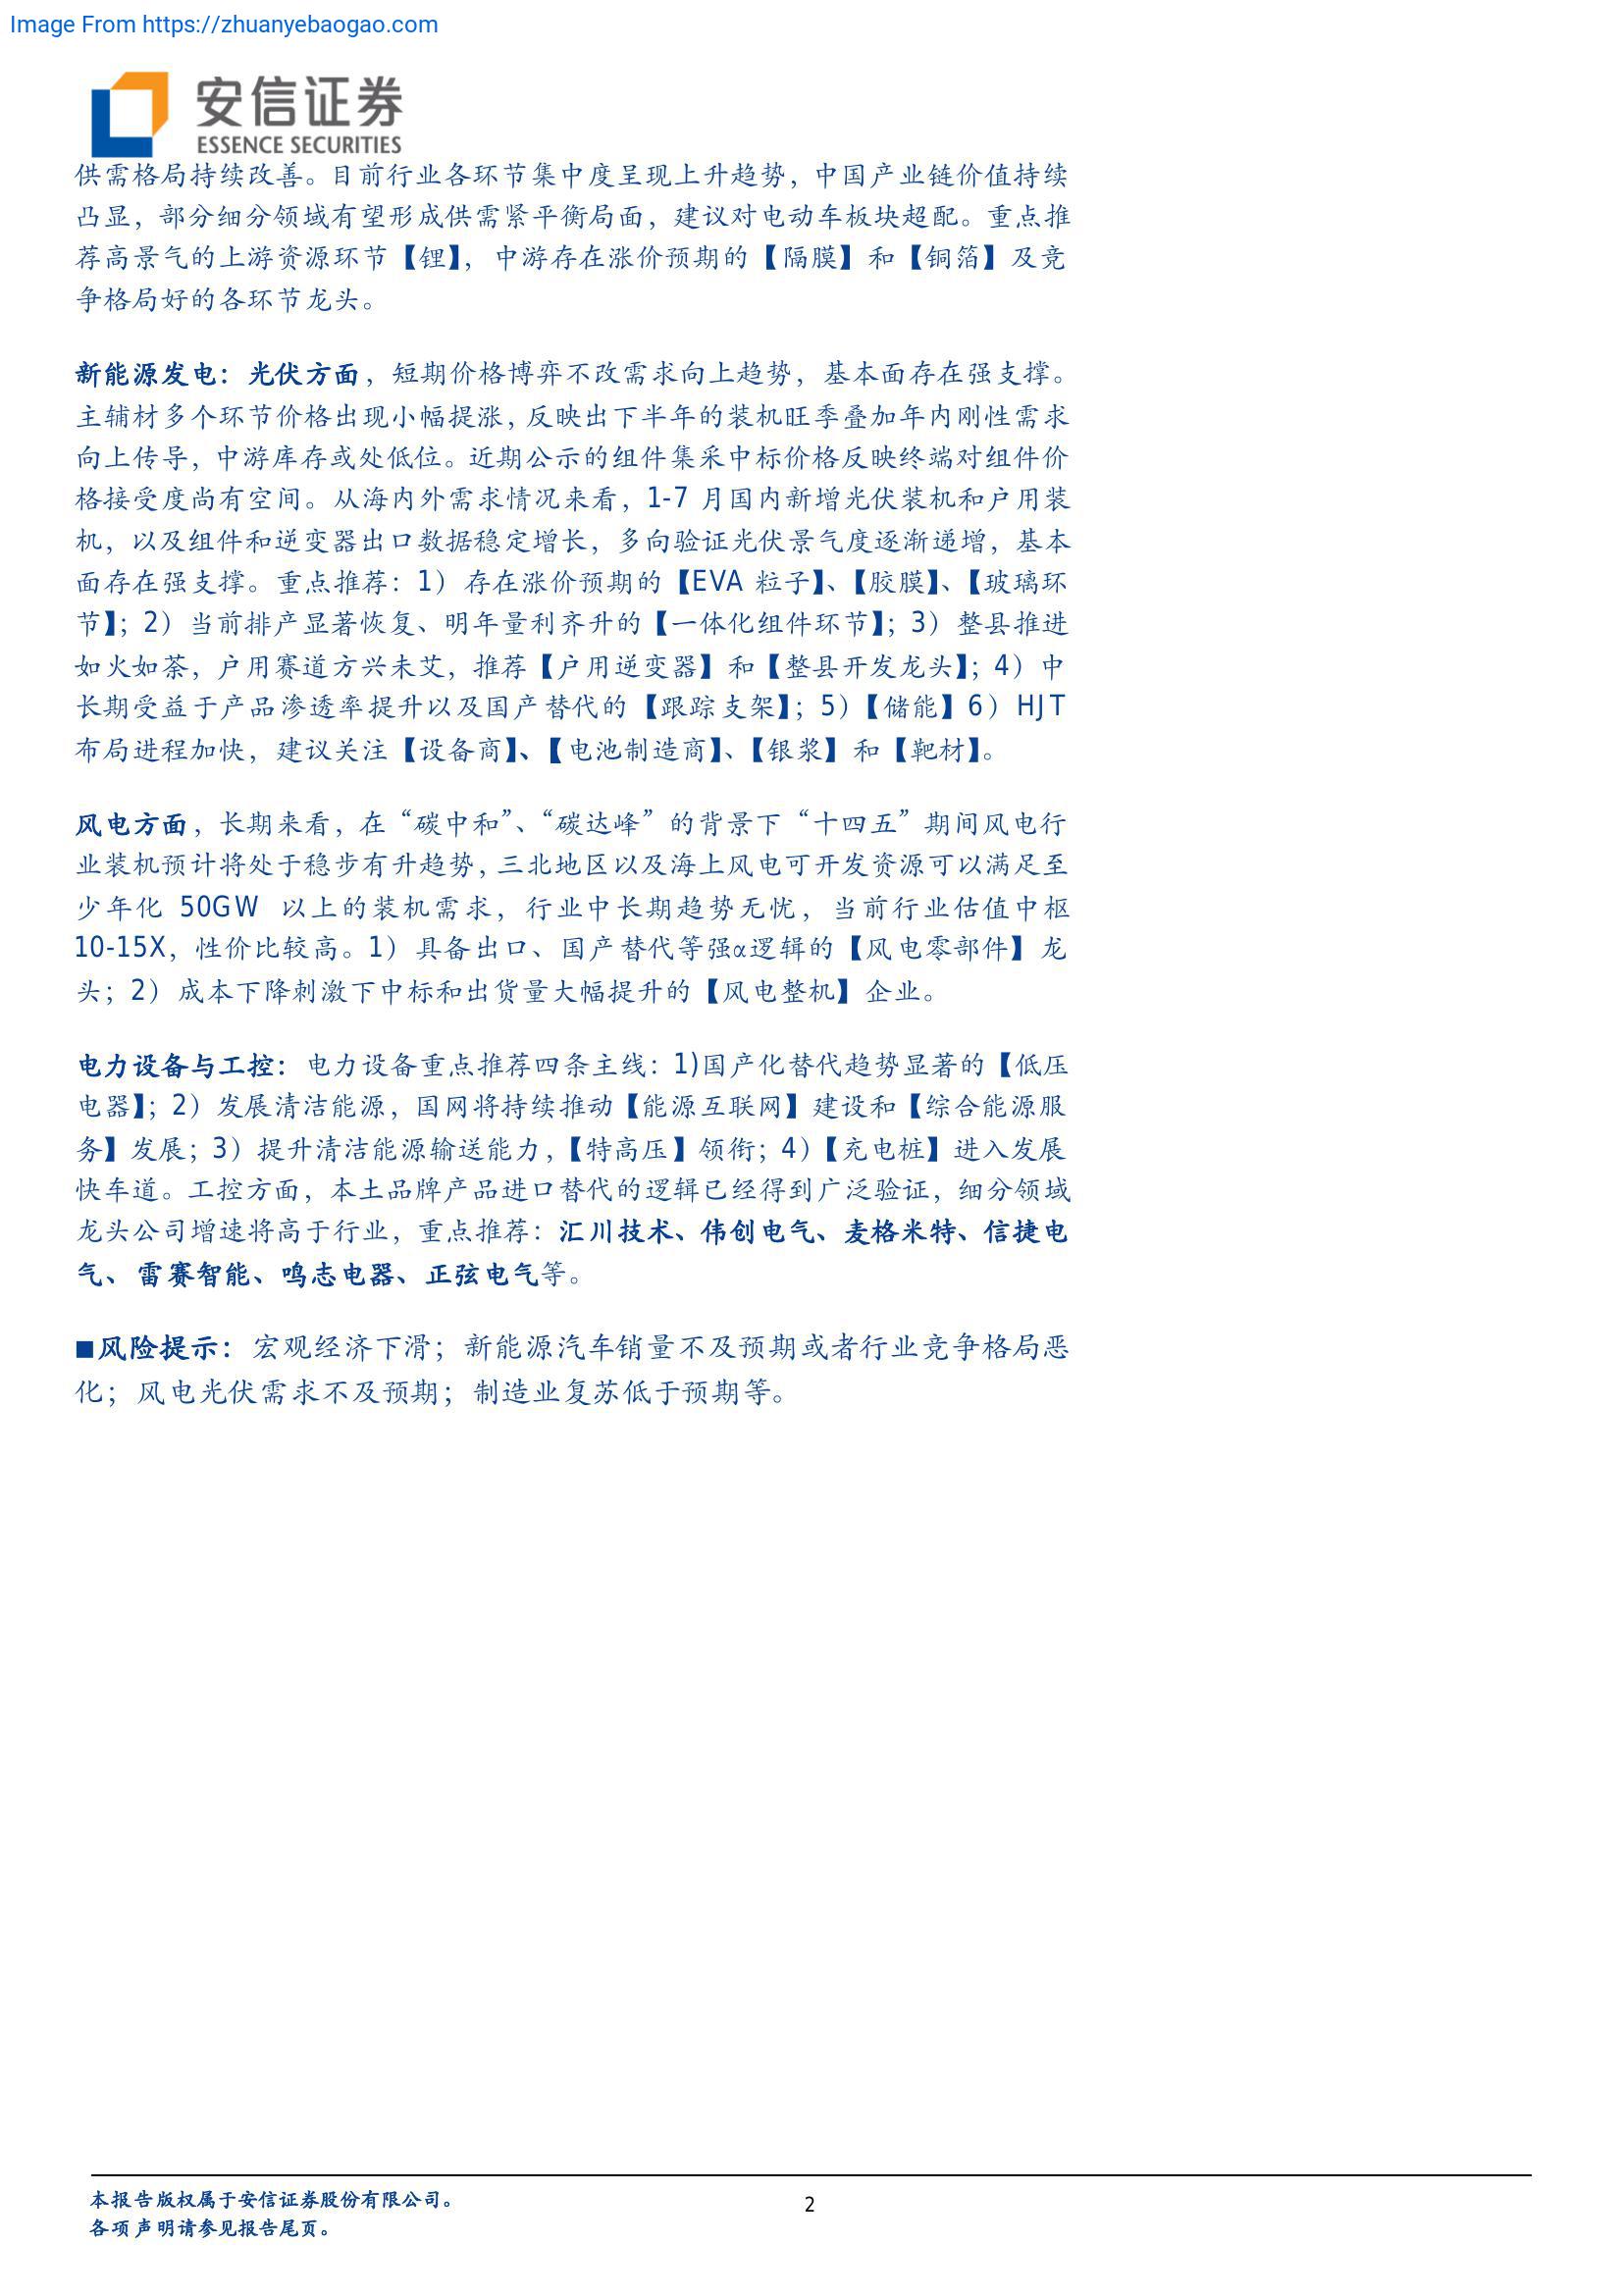 Image From https://zhuanyebaogao.com
安信证券
ESSENCE SECURITIES
供需格局持续改善。目前行业各环节集中度呈现上升趋势，中国产业链价值持续
凸显，部分细分领域有望形成供需紧平衡局面，建议对电动车板块超配。重点推
荐高景气的上游资源环节【锂】，中游存在涨价预期的【隔膜】和【铜箔】及竞
争格局好的各环节龙头。
新能源发电：光伏方面，短期价格博弈不改需求向上趋势，基本面存在强支撑。
主辅材多个环节价格出现小幅提涨，反映出下半年的装机旺季叠加年内刚性需求
向上传导，中游库存或处低位。近期公示的组件集采中标价格反映终端对组件价
格接受度尚有空间。从海内外需求情况来看，1-7 月国内新增光伏装机和户用装
机，以及组件和逆变器出口数据稳定增长，多向验证光伏景气度逐渐递增，基本
面存在强支撑。重点推荐：1）存在涨价预期的【EVA 粒子】、【胶膜】、【玻璃环
节】；2）当前排产显著恢复、明年量利齐升的【一体化组件环节】；3）整县推进
如火如荼，户用赛道方兴未艾，推荐【户用逆变器】和【整县开发龙头】；4）中
长期受益于产品渗透率提升以及国产替代的【跟踪支架】；5）【储能】6）HJT
布局进程加快，建议关注【设备商】、【电池制造商】、【银浆】和【靶材】。
风电方面，长期来看，在“碳中和”、“碳达峰”的背景下“十四五”期间风电行
业装机预计将处于稳步有升趋势，三北地区以及海上风电可开发资源可以满足至
少年化 50GW 以上的装机需求，行业中长期趋势无忧，当前行业估值中枢
10-15X，性价比较高。1）具备出口、国产替代等强α逻辑的【风电零部件】龙
头；2）成本下降刺激下中标和出货量大幅提升的【风电整机】企业。
电力设备与工控：电力设备重点推荐四条主线：1)国产化替代趋势显著的【低压
电器】；2）发展清洁能源，国网将持续推动【能源互联网】建设和【综合能源服
务】发展；3）提升清洁能源输送能力，【特高压】领衔；4）【充电桩】进入发展
快车道。工控方面，本土品牌产品进口替代的逻辑已经得到广泛验证，细分领域
龙头公司增速将高于行业，重点推荐：汇川技术、伟创电气、麦格米特、信捷电
气、雷赛智能、鸣志电器、正弦电气等。
■风险提示：宏观经济下滑；新能源汽车销量不及预期或者行业竞争格局恶
化；风电光伏需求不及预期；制造业复苏低于预期等。
本报告版权属于安信证券股份有限公司。
2
各项声明请参见报告尾页。